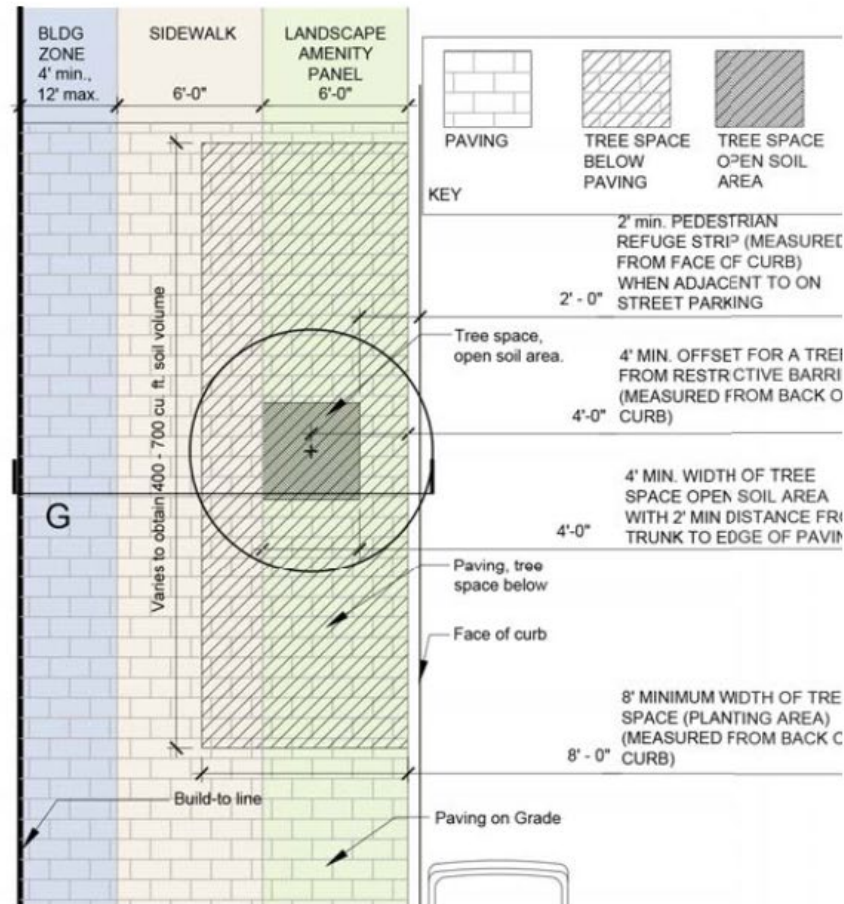 BLDG
ZONE
4' min.,
12' max.
SIDEWALK
6'-0"
LANDSCAPE
AMENITY
PANEL
6'-0"
PAVING
TREE SPACE
BELOW
PAVING
TREE SPACE
OPEN SOIL
AREA
KEY
2' min. PEDESTRIAN
REFUGE STRIP (MEASURED
FROM FACE OF CURB)
WHEN ADJACENT TO ON
STREET PARKING
2' - 0"
Tree space,
open soil area.
4' MIN. OFFSET FOR A TREE
FROM RESTRICTIVE BARRI
(MEASURED FROM BACK O
CURB)
4'-0"
Varies to obtain 400 - 700 cu. ft. soil volume
G
4' MIN. WIDTH OF TREE
SPACE OPEN SOIL AREA
WITH 2' MIN DISTANCE FRO
TRUNK TO EDGE OF PAVIN
4'-0"
Paving, tree
space below
Face of curb
8' MINIMUM WIDTH OF TRE
SPACE (PLANTING AREA)
(MEASURED FROM BACK O
CURB)
8' - 0"
Build-to line
Paving on Grade